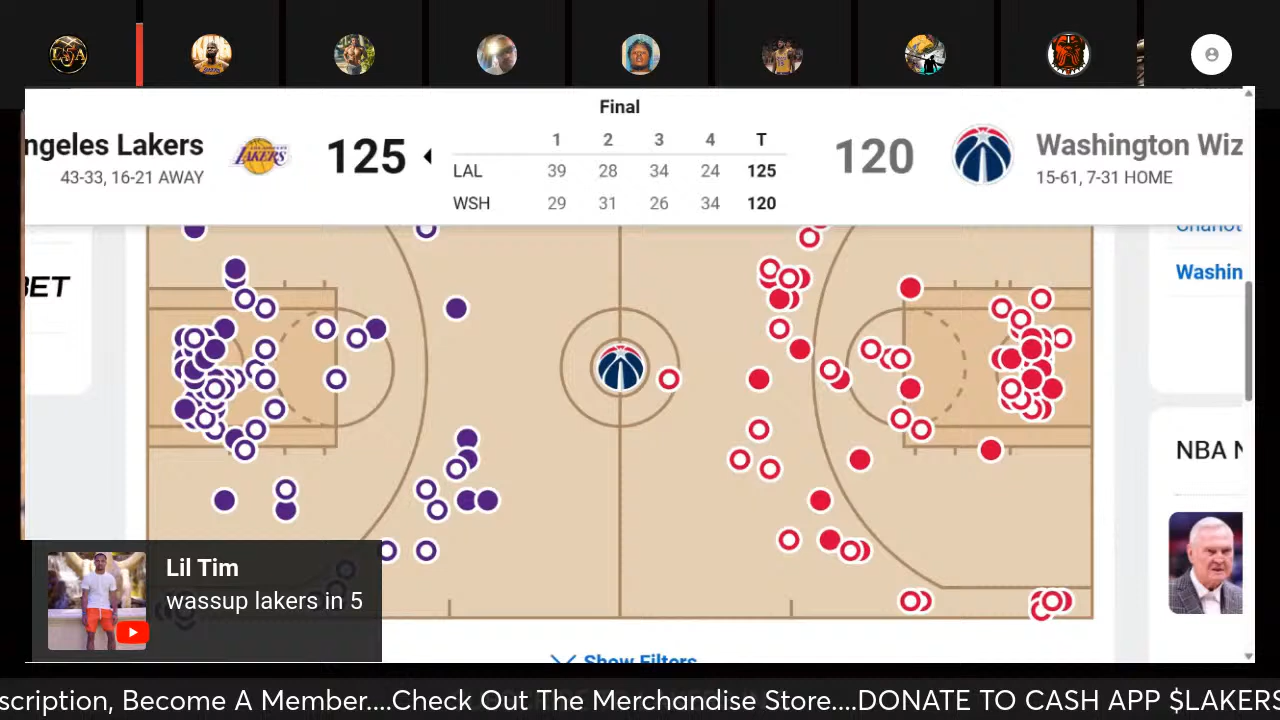 L5A
Final
ngeles Lakers
43-33, 16-21 AWAY
LAKERS
125
1 2 3 4 T
LAL 39 28 34 24 125
WSH 29 31 26 34 120
120
Washington Wiz
15-61, 7-31 HOME
BET
Charlot
Washin
NBA N
Lil Tim
wassup lakers in 5
Show Filters
scription, Become A Member....Check Out The Merchandise Store....DONATE TO CASH APP $LAKERS